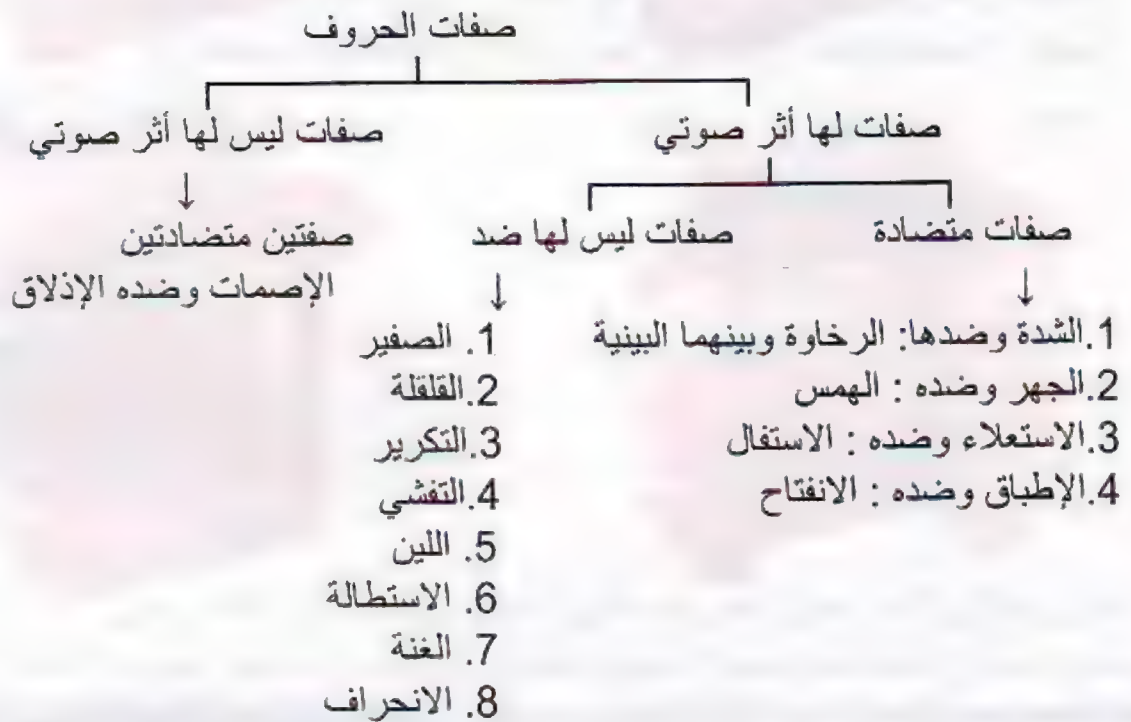 صفات الحروف
صفات لها أثر صوتي
صفات ليس لها أثر صوتي
صفات متضادة
صفات ليس لها ضد
صفتين متضادتين
الإصمات وضده الإذلاق
↓
↓
↓
1.الشدة وضدها: الرخاوة وبينهما البينية
2.الجهر وضده : الهمس
3.الاستعلاء وضده : الاستفال
4.الإطباق وضده : الانفتاح
1. الصفير
2.القلقلة
3.التكرير
4.التفشي
5. اللين
6. الاستطالة
7. الغنة
8. الانحراف